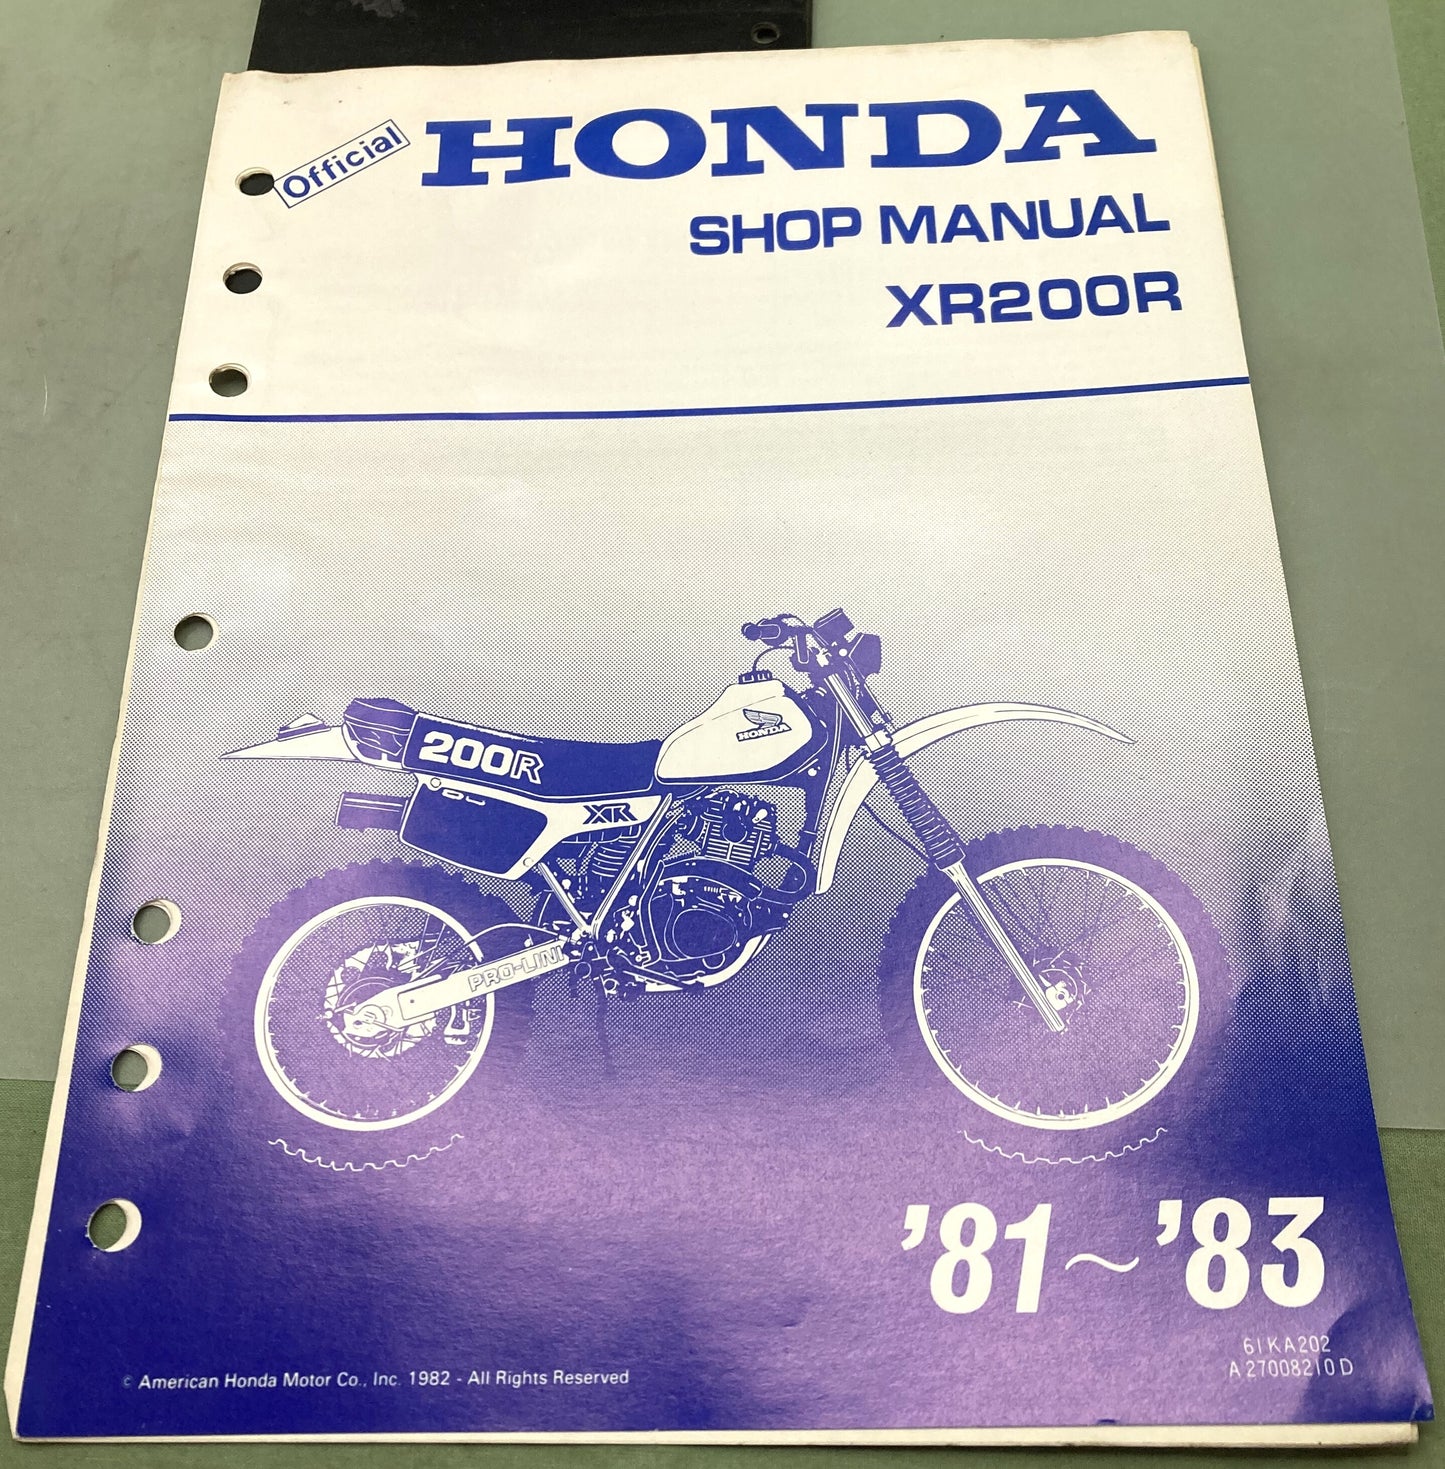 Official
HONDA
SHOP MANUAL
XR200R
HONDA
200R
XR
PRO-LINK
'81~'83
61KA202
A27008210D
© American Honda Motor Co., Inc. 1982 - All Rights Reserved